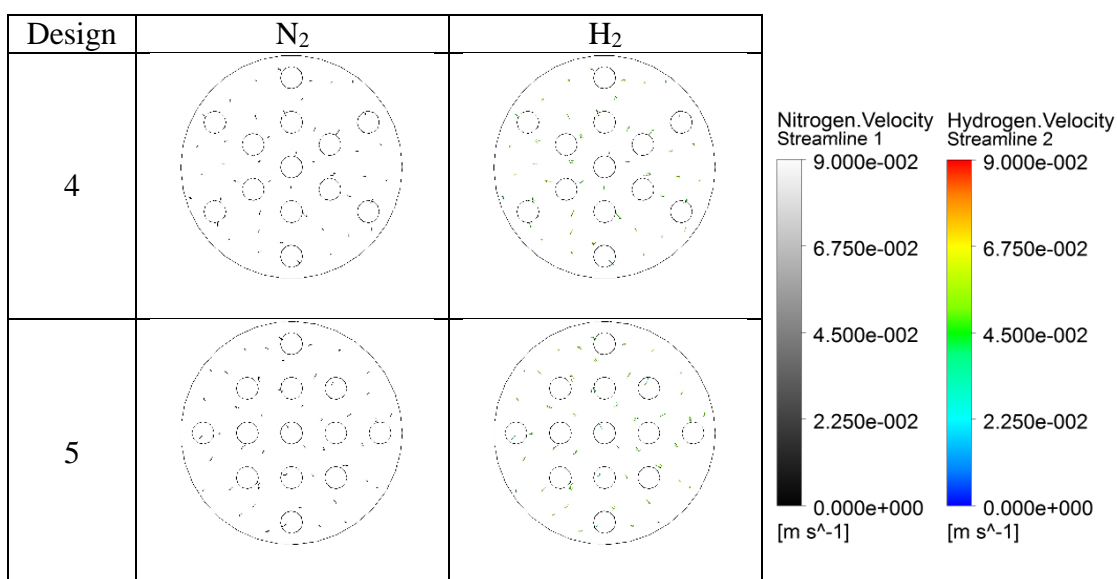 Design N₂ H₂
4
5
Nitrogen.Velocity
Streamline 1
9.000e-002
6.750e-002
4.500e-002
2.250e-002
0.000e+000
[m s^-1]
Hydrogen.Velocity
Streamline 2
9.000e-002
6.750e-002
4.500e-002
2.250e-002
0.000e+000
[m s^-1]